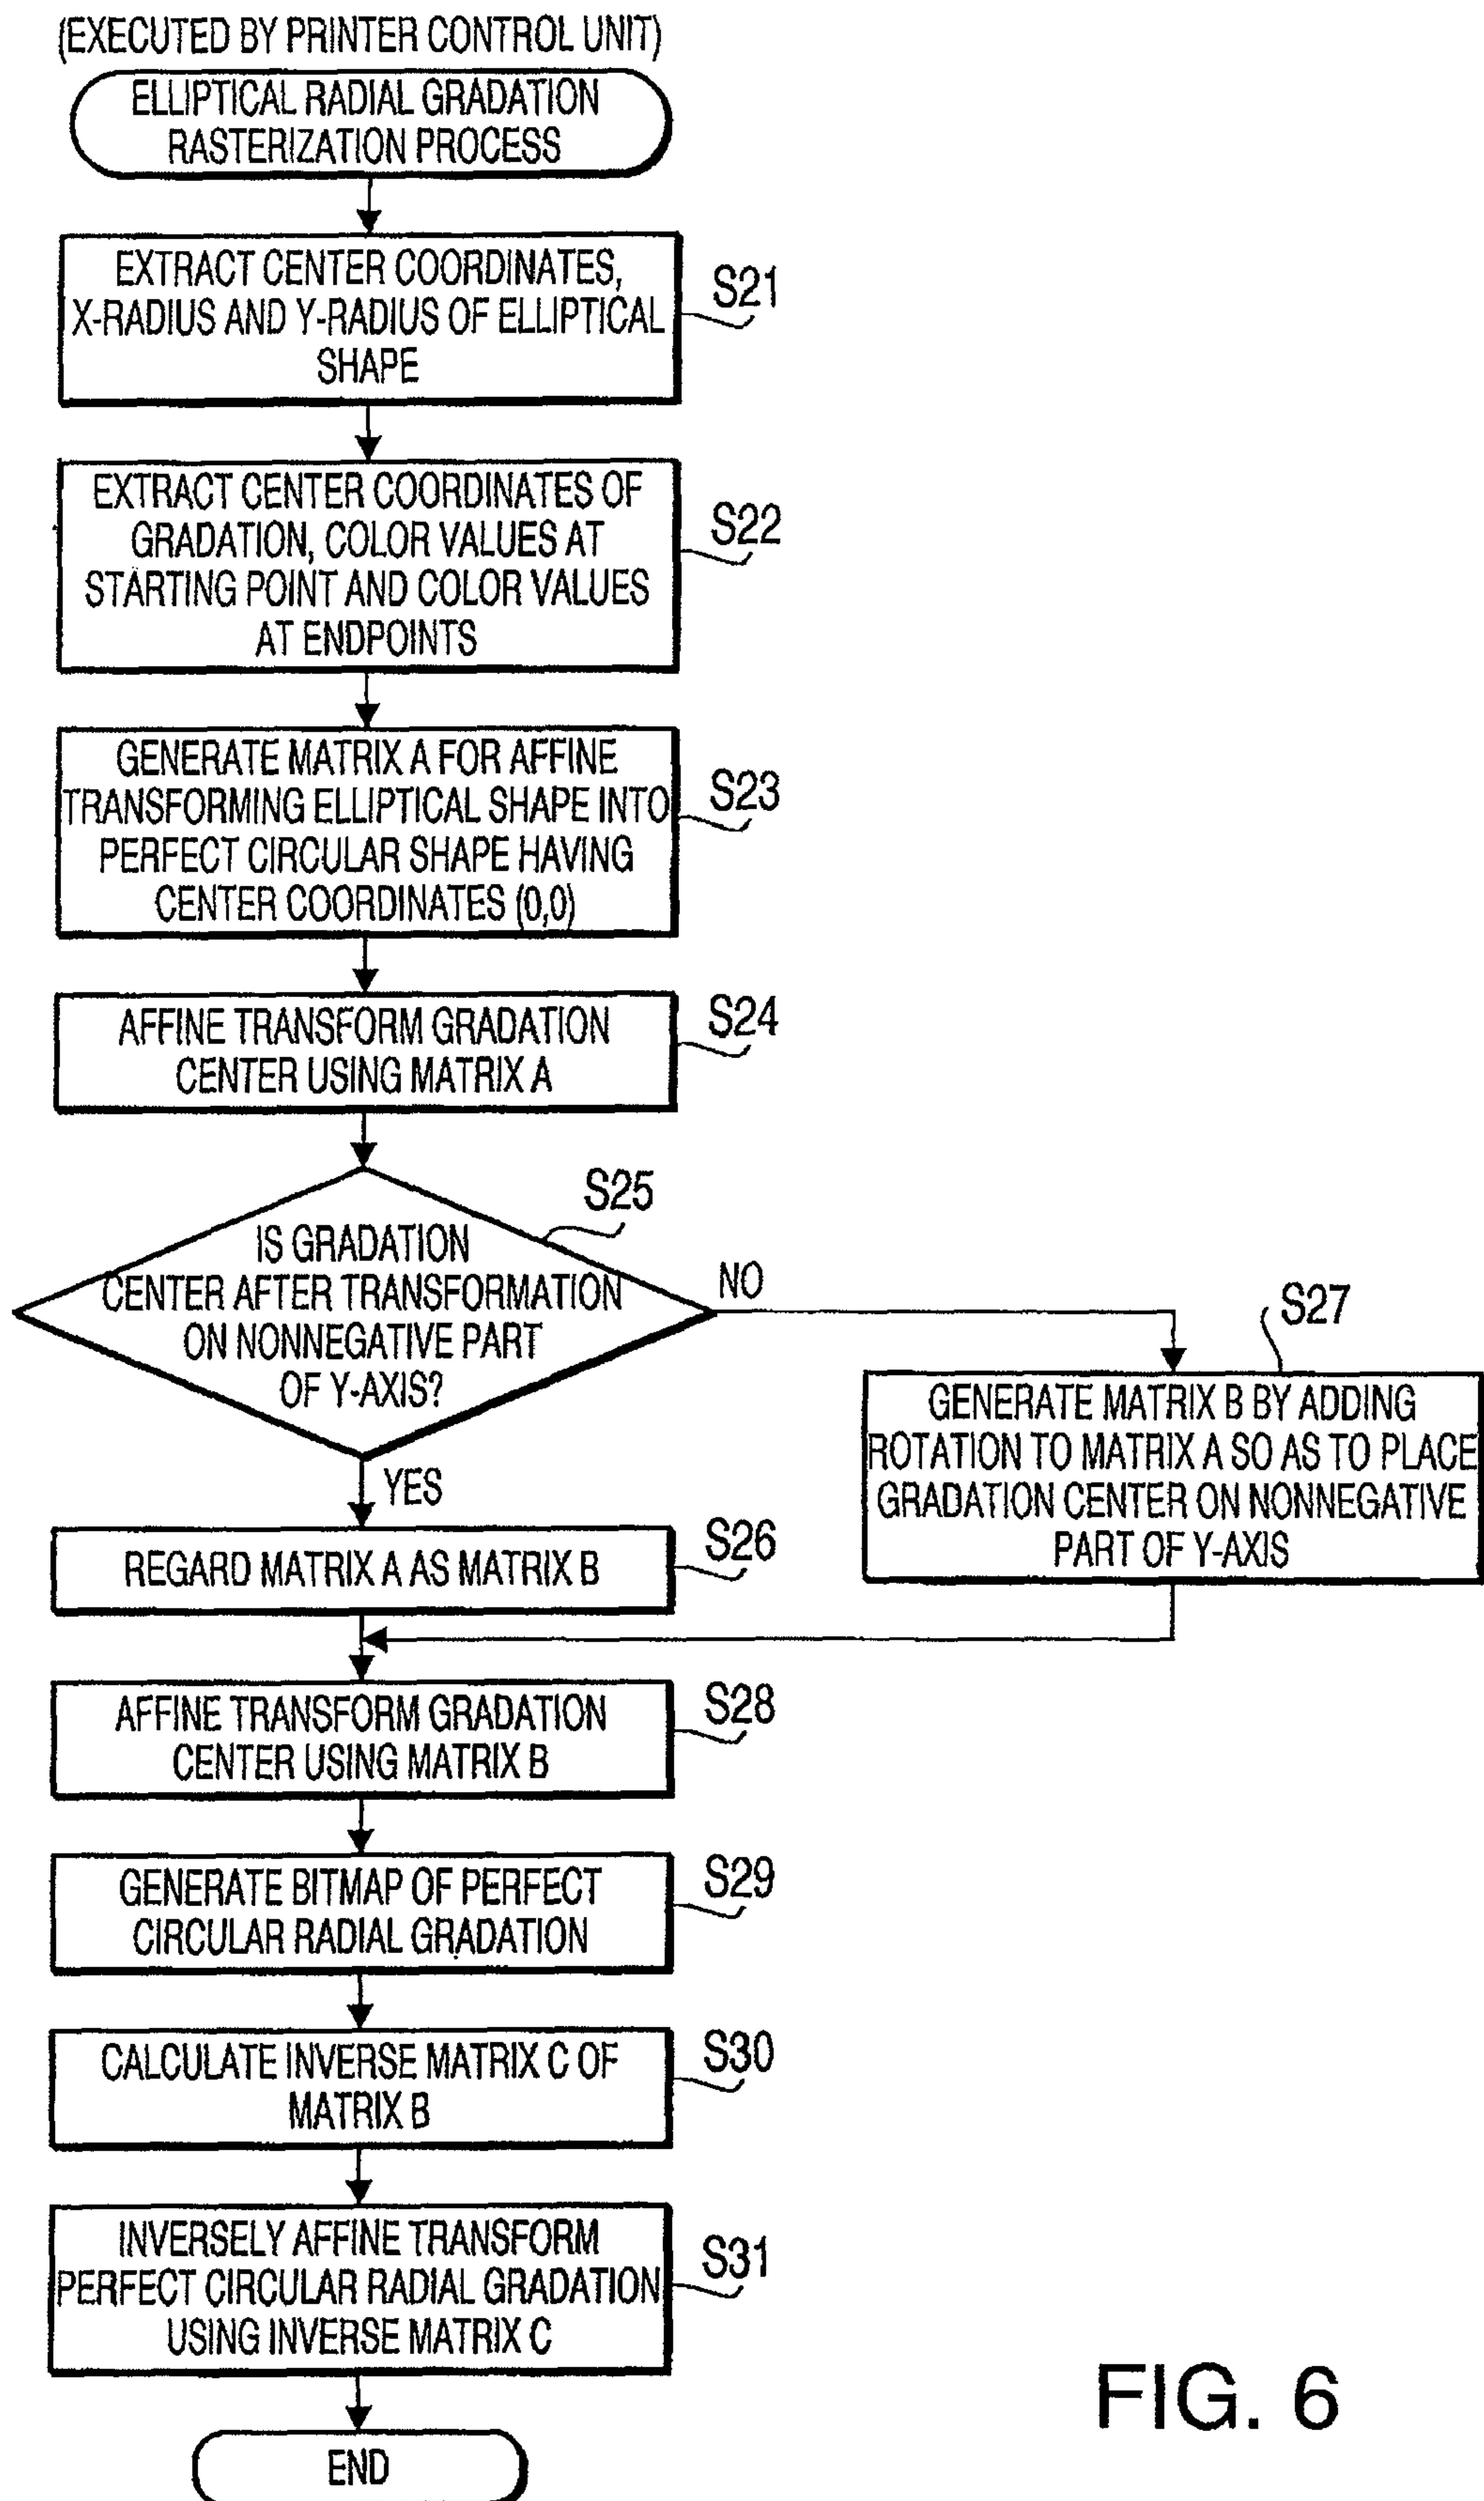 (EXECUTED BY PRINTER CONTROL UNIT)
ELLIPTICAL RADIAL GRADATION
RASTERIZATION PROCESS
EXTRACT CENTER COORDINATES,
X-RADIUS AND Y-RADIUS OF ELLIPTICAL
SHAPE
S21
EXTRACT CENTER COORDINATES OF
GRADATION, COLOR VALUES AT
STARTING POINT AND COLOR VALUES
AT ENDPOINTS
S22
GENERATE MATRIX A FOR AFFINE
TRANSFORMING ELLIPTICAL SHAPE INTO
PERFECT CIRCULAR SHAPE HAVING
CENTER COORDINATES (0,0)
S23
AFFINE TRANSFORM GRADATION
CENTER USING MATRIX A
S24
S25
IS GRADATION
CENTER AFTER TRANSFORMATION
ON NONNEGATIVE PART
OF Y-AXIS?
NO
YES
S27
GENERATE MATRIX B BY ADDING
ROTATION TO MATRIX A SO AS TO PLACE
GRADATION CENTER ON NONNEGATIVE
PART OF Y-AXIS
REGARD MATRIX A AS MATRIX B
S26
AFFINE TRANSFORM GRADATION
CENTER USING MATRIX B
S28
GENERATE BITMAP OF PERFECT
CIRCULAR RADIAL GRADATION
S29
CALCULATE INVERSE MATRIX C OF
MATRIX B
S30
INVERSELY AFFINE TRANSFORM
PERFECT CIRCULAR RADIAL GRADATION
USING INVERSE MATRIX C
S31
END
FIG. 6